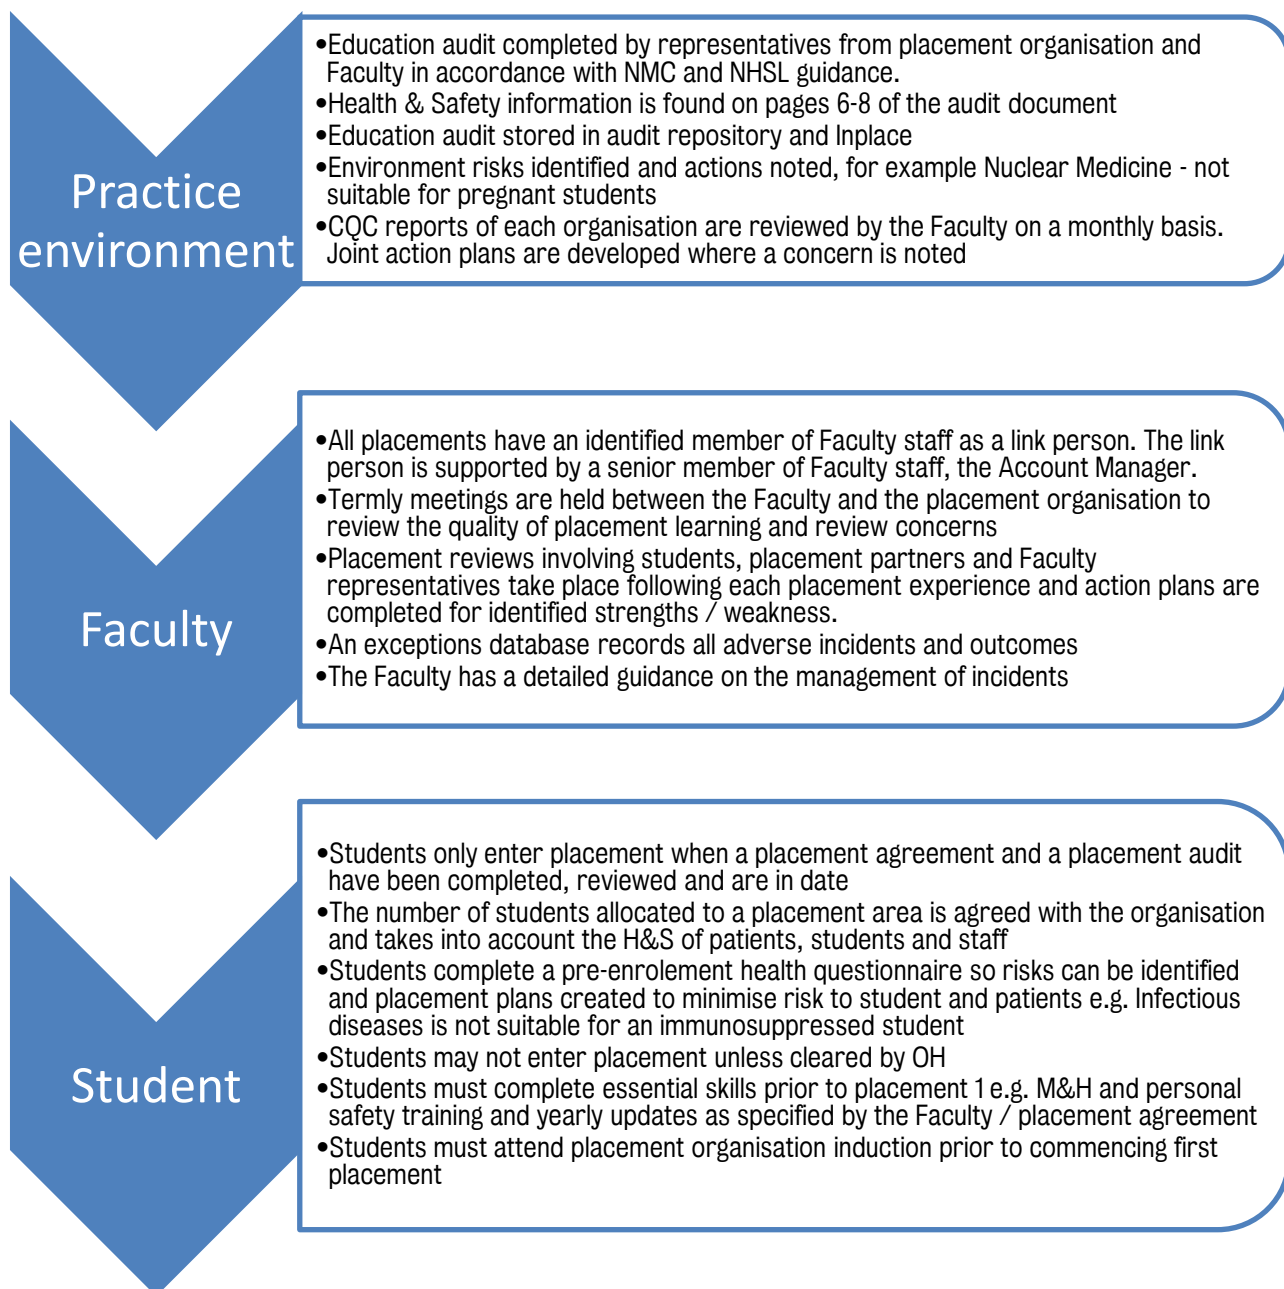 Practice
environment
•Education audit completed by representatives from placement organisation and
Faculty in accordance with NMC and NHSL guidance.
•Health & Safety information is found on pages 6-8 of the audit document
•Education audit stored in audit repository and Inplace
•Environment risks identified and actions noted, for example Nuclear Medicine - not
suitable for pregnant students
•CQC reports of each organisation are reviewed by the Faculty on a monthly basis.
Joint action plans are developed where a concern is noted
Faculty
•All placements have an identified member of Faculty staff as a link person. The link
person is supported by a senior member of Faculty staff, the Account Manager.
•Termly meetings are held between the Faculty and the placement organisation to
review the quality of placement learning and review concerns
•Placement reviews involving students, placement partners and Faculty
representatives take place following each placement experience and action plans are
completed for identified strengths / weakness.
•An exceptions database records all adverse incidents and outcomes
•The Faculty has a detailed guidance on the management of incidents
Student
•Students only enter placement when a placement agreement and a placement audit
have been completed, reviewed and are in date
•The number of students allocated to a placement area is agreed with the organisation
and takes into account the H&S of patients, students and staff
•Students complete a pre-enrolement health questionnaire so risks can be identified
and placement plans created to minimise risk to student and patients e.g. Infectious
diseases is not suitable for an immunosuppressed student
•Students may not enter placement unless cleared by OH
•Students must complete essential skills prior to placement 1 e.g. M&H and personal
safety training and yearly updates as specified by the Faculty / placement agreement
•Students must attend placement organisation induction prior to commencing first
placement